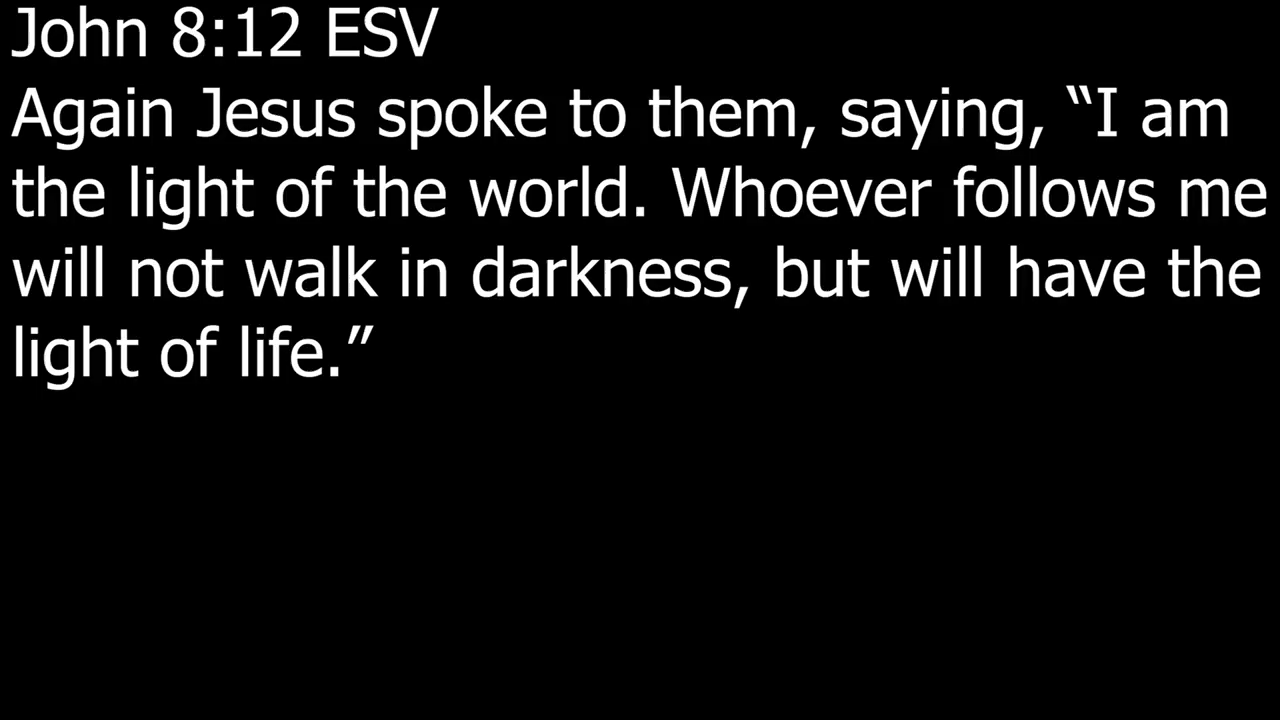 John 8:12 ESV
Again Jesus spoke to them, saying, “I am
the light of the world. Whoever follows me
will not walk in darkness, but will have the
light of life.”